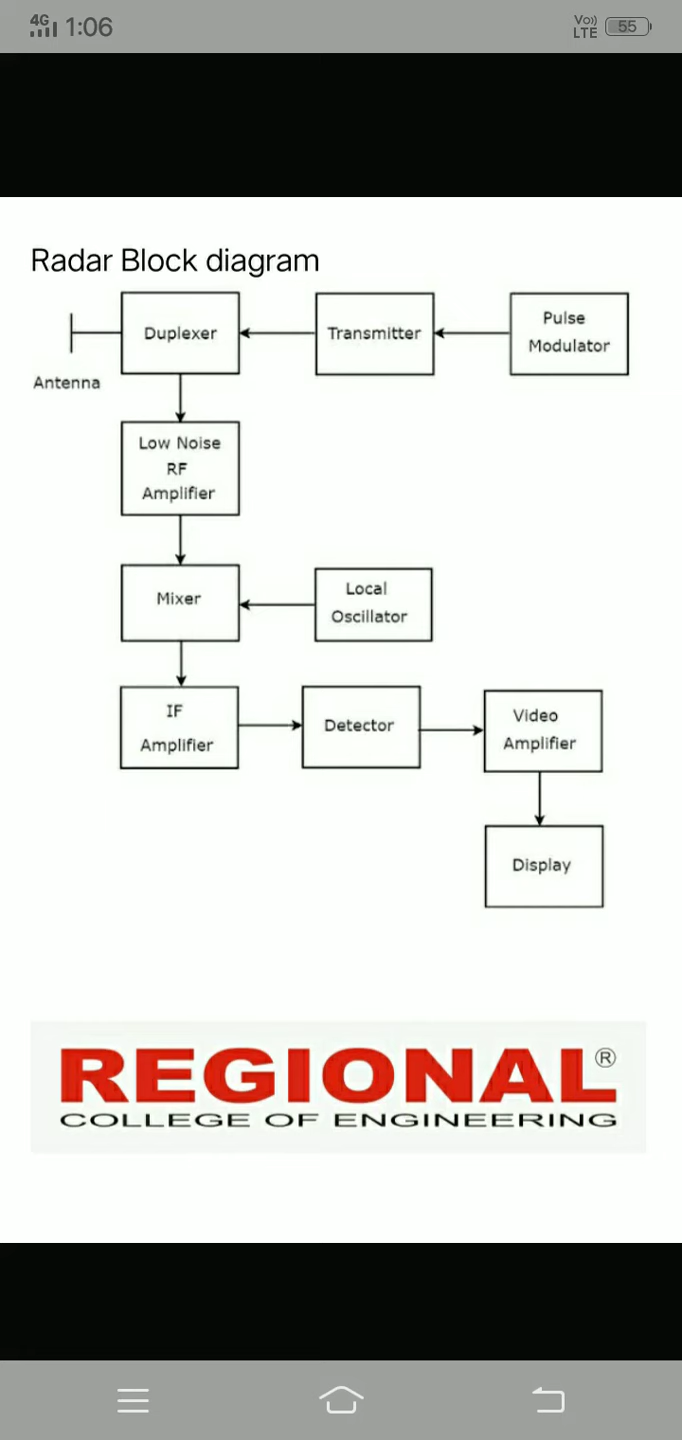 4G 1:06 Vo)) LTE 55
Radar Block diagram
Duplexer
Transmitter
Pulse
Modulator
Antenna
Low Noise
RF
Amplifier
Mixer
Local
Oscillator
IF
Amplifier
Detector
Video
Amplifier
Display
REGIONAL®
COLLEGE OF ENGINEERING